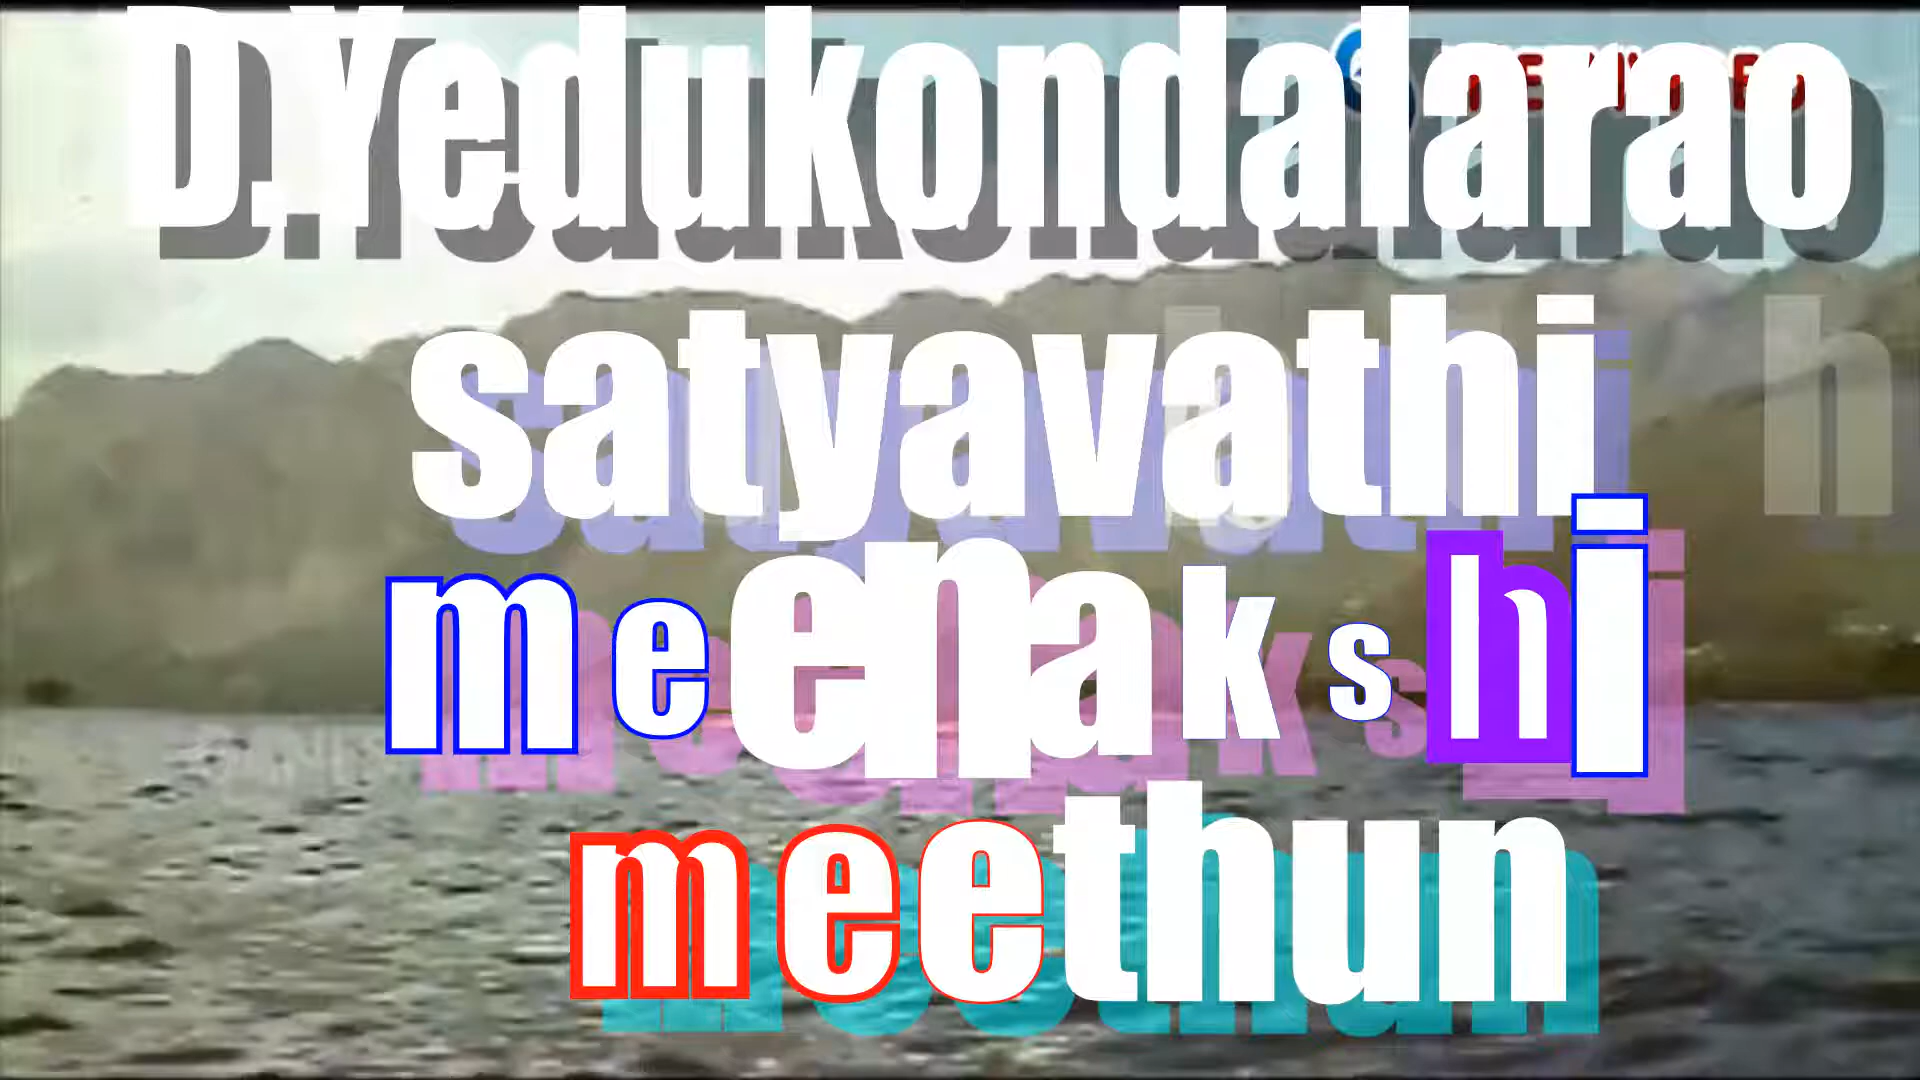 D.Yedukondalarao
satyavathi
meenakshi
meethun